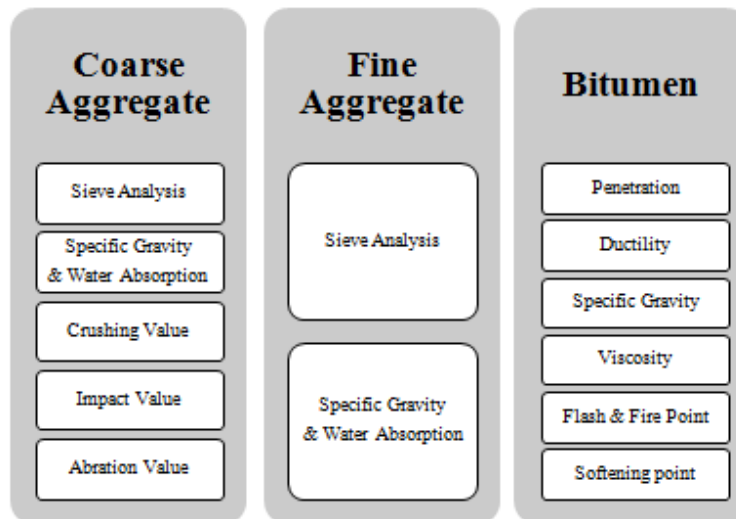 Coarse
Aggregate
Sieve Analysis
Specific Gravity
& Water Absorption
Crushing Value
Impact Value
Abration Value
Fine
Aggregate
Sieve Analysis
Specific Gravity
& Water Absorption
Bitumen
Penetration
Ductility
Specific Gravity
Viscosity
Flash & Fire Point
Softening point